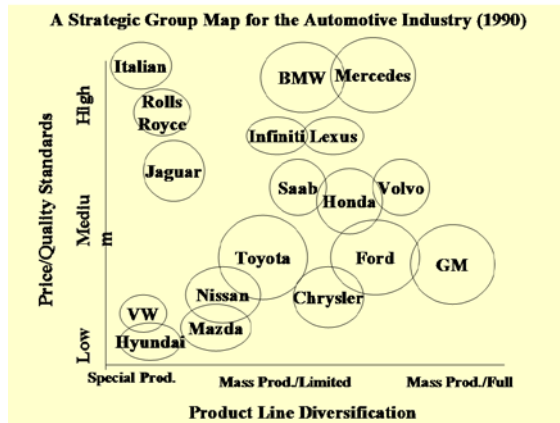 A Strategic Group Map for the Automotive Industry (1990)
Italian
BMW Mercedes
High
Rolls
Royce
Infiniti Lexus
Jaguar
Price/Quality Standards
Saab
Volvo
Honda
Mediu
m
Toyota
Ford
GM
Nissan
Chrysler
VW
Mazda
Hyundai
Low
Special Prod.
Mass Prod./Limited
Mass Prod./Full
Product Line Diversification